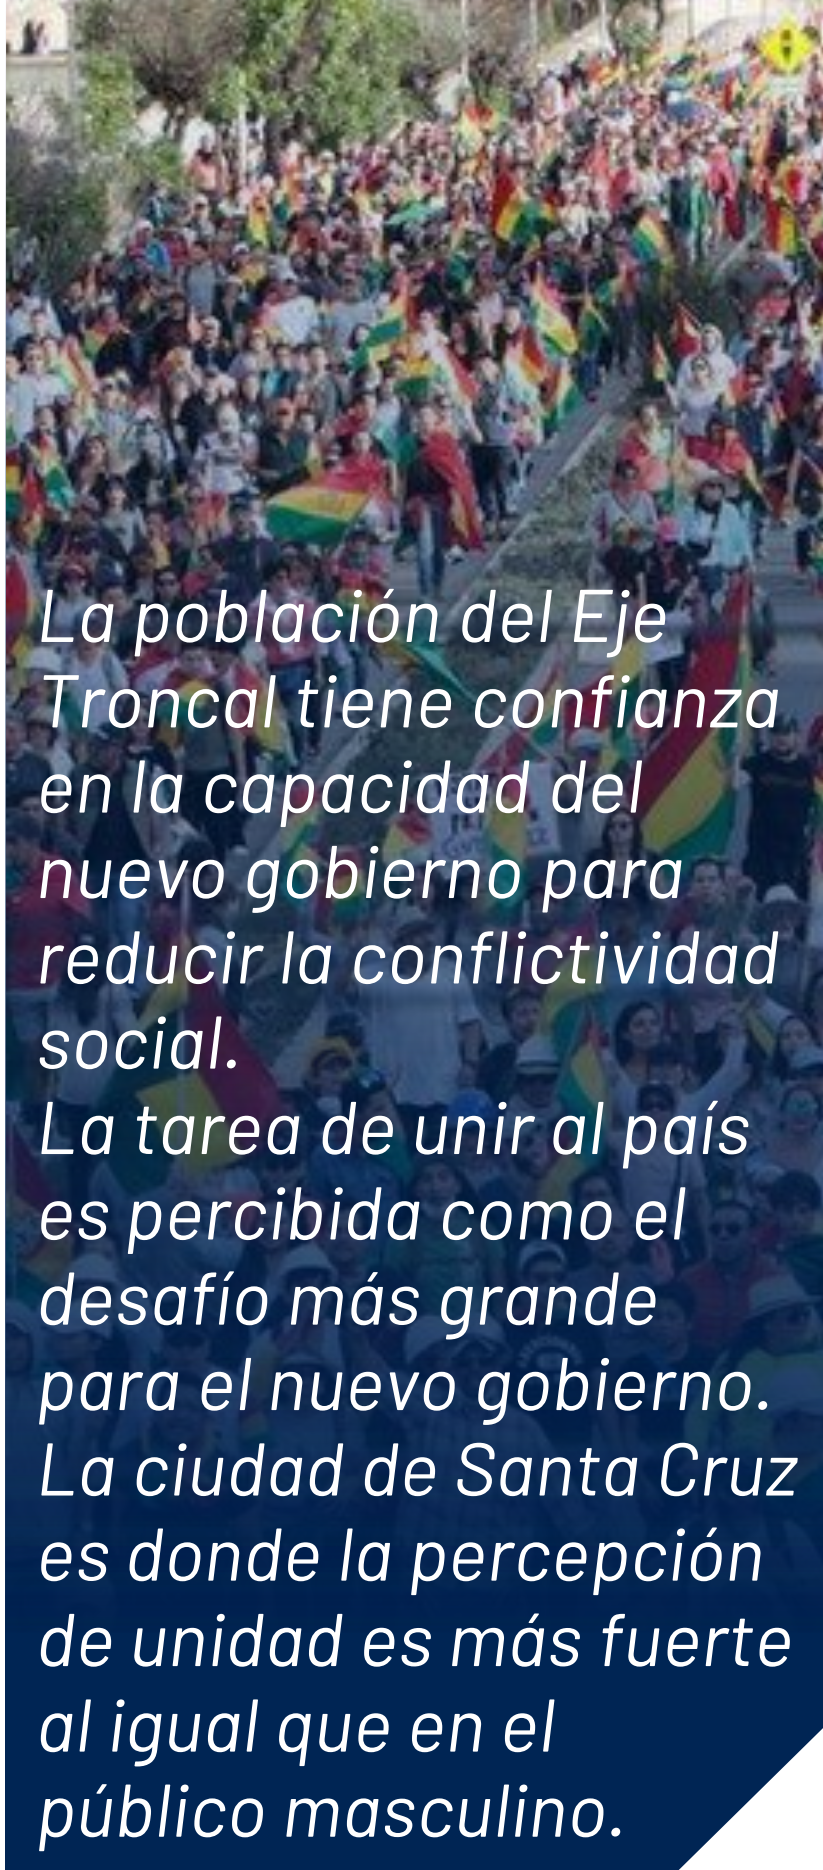 La población del Eje
Troncal tiene confianza
en la capacidad del
nuevo gobierno para
reducir la conflictividad
social.
La tarea de unir al país
es percibida como el
desafío más grande
para el nuevo gobierno.
La ciudad de Santa Cruz
es donde la percepción
de unidad es más fuerte
al igual que en el
público masculino.